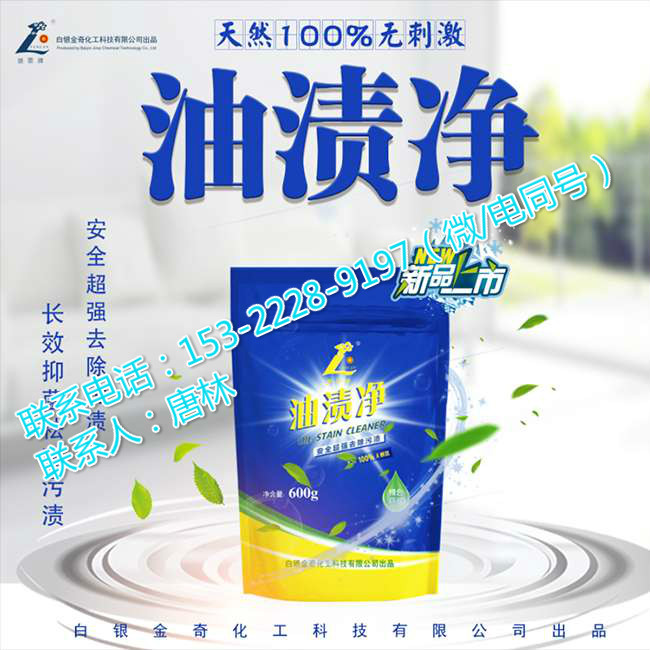 白银金奇化工科技有限公司出品
天然100%无刺激
油渍净
安全超强去除
渍
长效抑菌
污渍
NEW
新品上市
联系电话：153-2228-9197（微/电同号）
联系人：唐林
油渍净
STAIN CLEANER
安全超强去除污渍
100%
净含量 600g
白银金奇化工科技有限公司出品
白银金奇化工科技有限公司出品